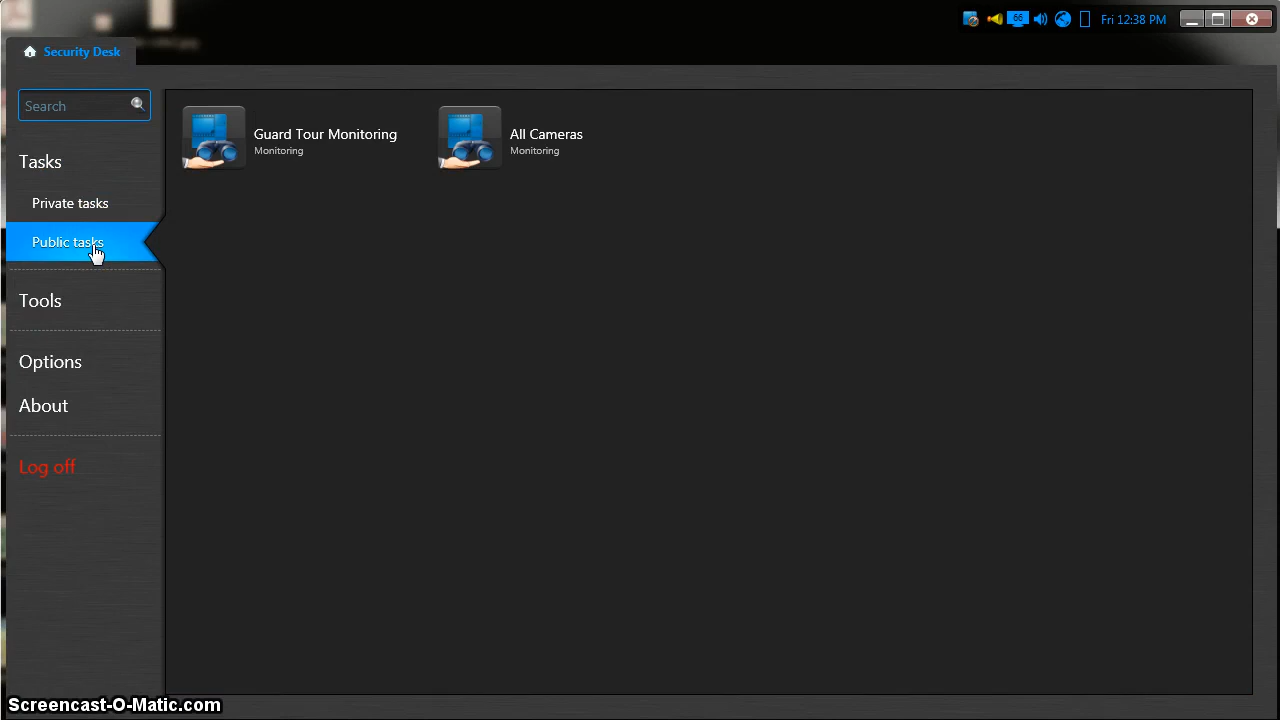 66
Fri 12:38 PM
Security Desk
Search
Tasks
Private tasks
Public tasks
Tools
Options
About
Log off
Guard Tour Monitoring
Monitoring
All Cameras
Monitoring
Screencast-O-Matic.com